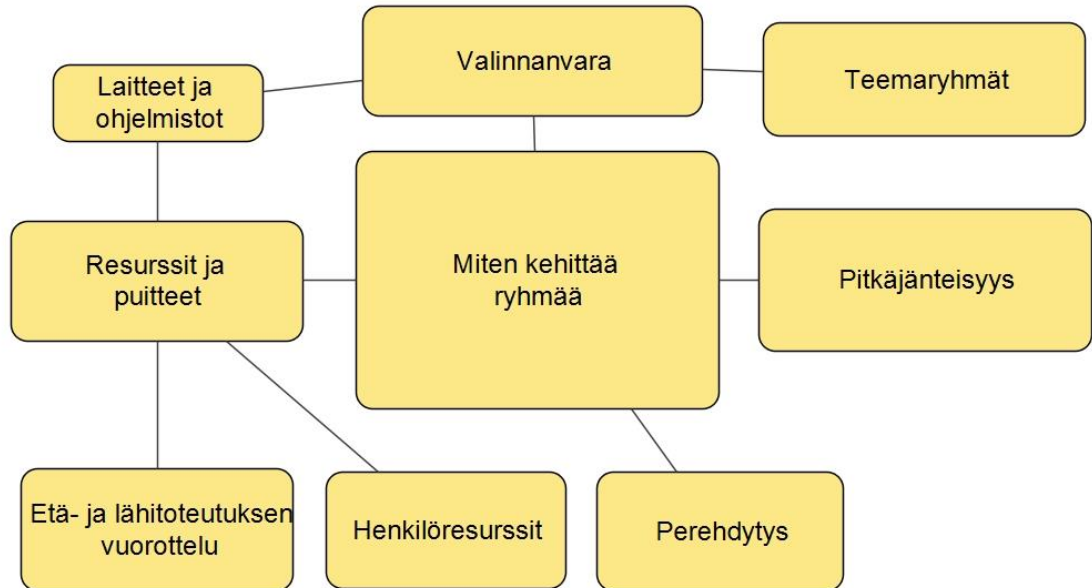 Valinnanvara
Teemaryhmät
Laitteet ja
ohjelmistot
Resurssit ja
puitteet
Miten kehittää
ryhmää
Pitkäjänteisyys
Etä- ja lähitoteutuksen
vuorottelu
Henkilöresurssit
Perehdytys